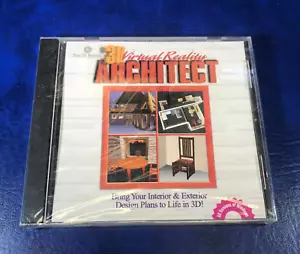 3D Virtual Reality
ARCHITECT
Bring Your Interior & Exterior
Design Plans to Life in 3D!